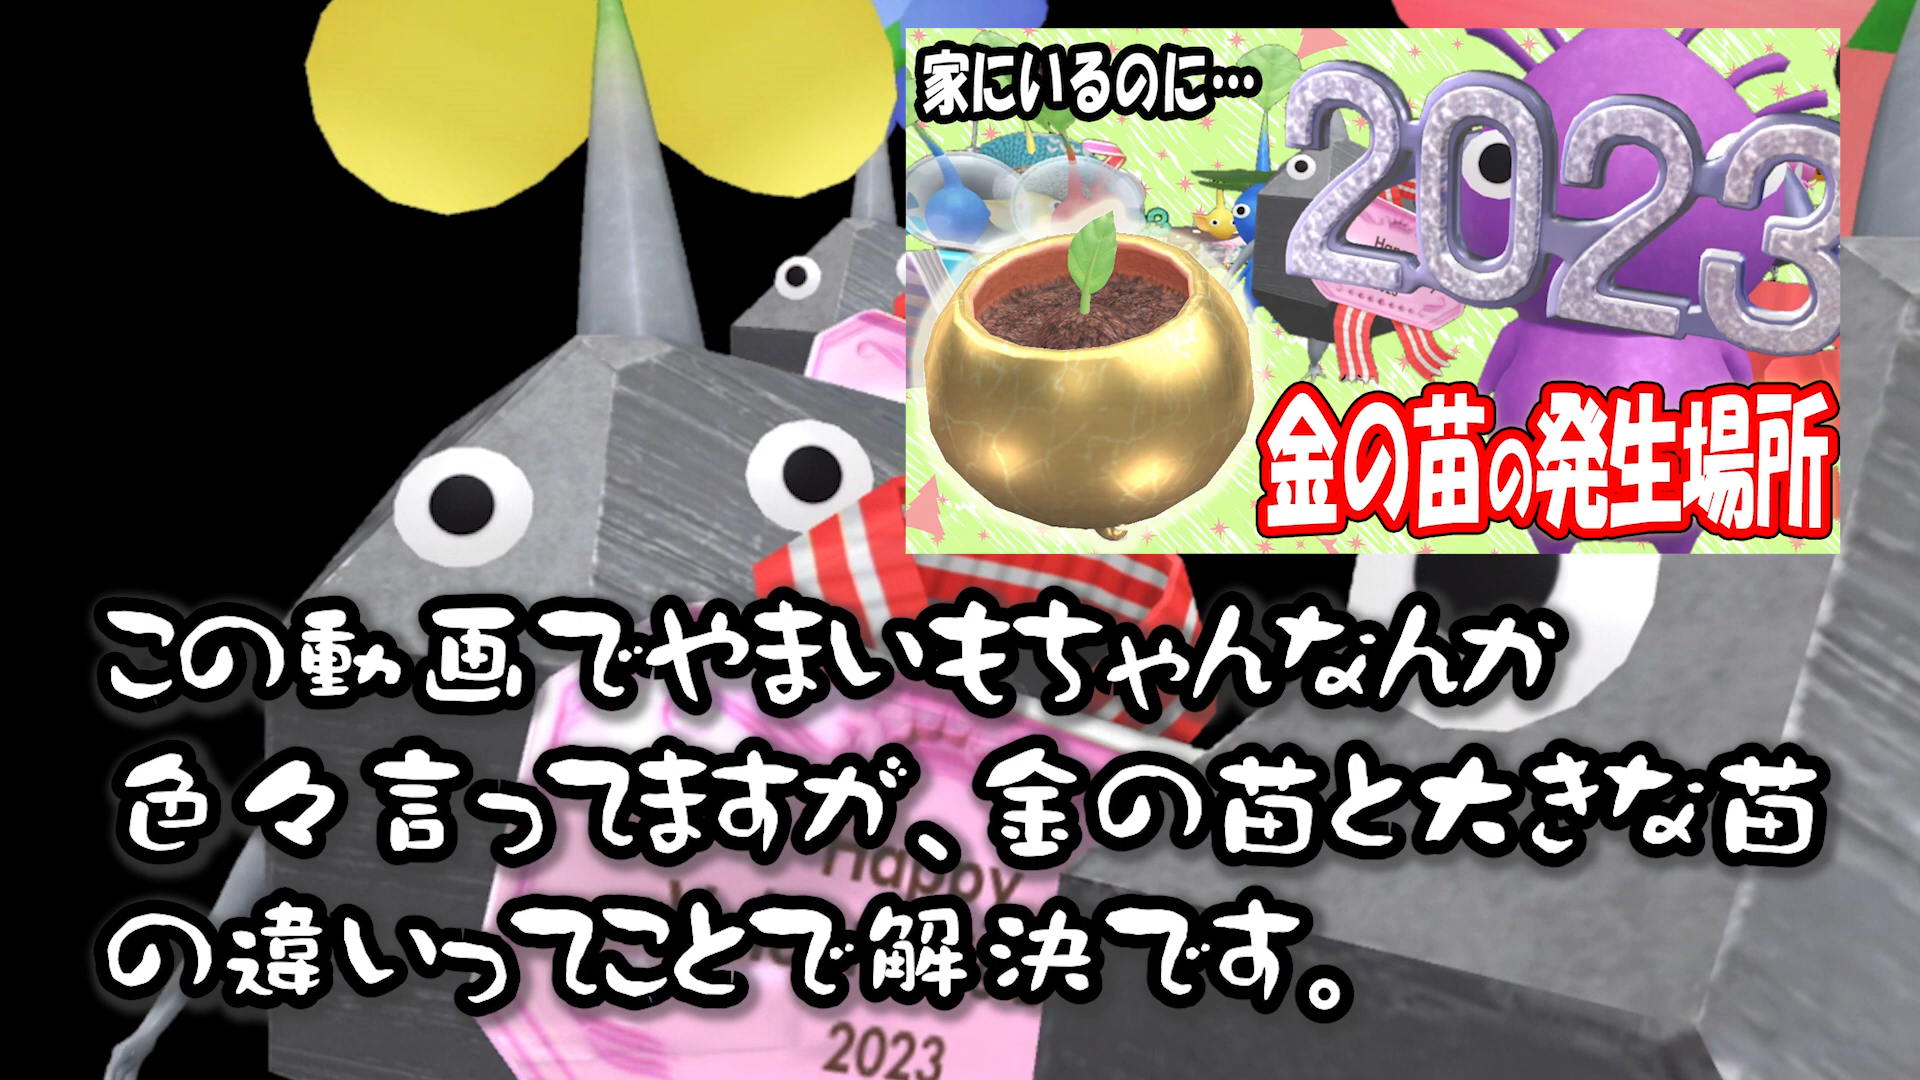 家にいるのに…
2023
金の苗の発生場所
この動画でやまいもちゃんなんか
色々言ってますが、金の苗と大きな苗
の違いってことで解決です。
Happy
2023